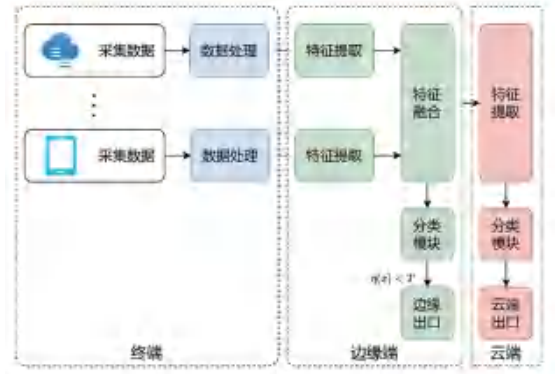 采集数据
数据处理
特征提取
采集数据
数据处理
特征提取
特征
融合
特征
提取
分类
模块
分类
模块
η(x) < T
边缘
出口
云端
出口
终端
边缘端
云端